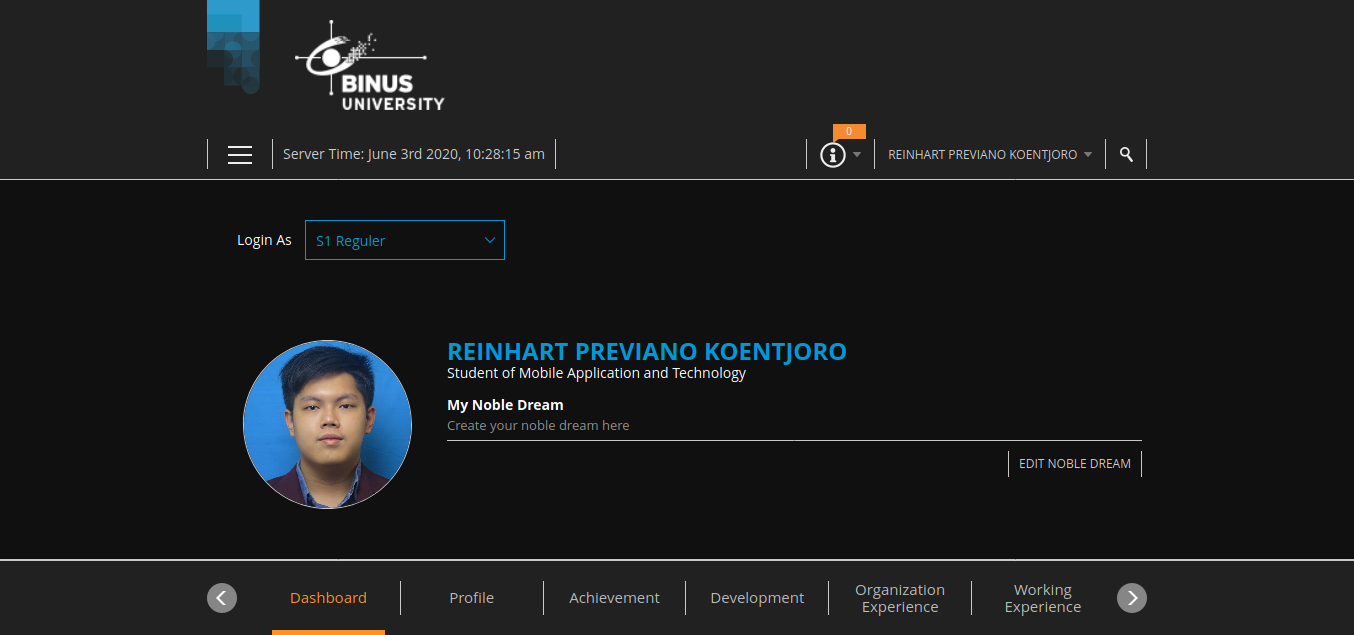 BINUS
UNIVERSITY
0
Server Time: June 3rd 2020, 10:28:15 am
REINHART PREVIANO KOENTJORO
Login As
S1 Reguler
REINHART PREVIANO KOENTJORO
Student of Mobile Application and Technology
My Noble Dream
Create your noble dream here
EDIT NOBLE DREAM
Dashboard
Profile
Achievement
Development
Organization
Experience
Working
Experience